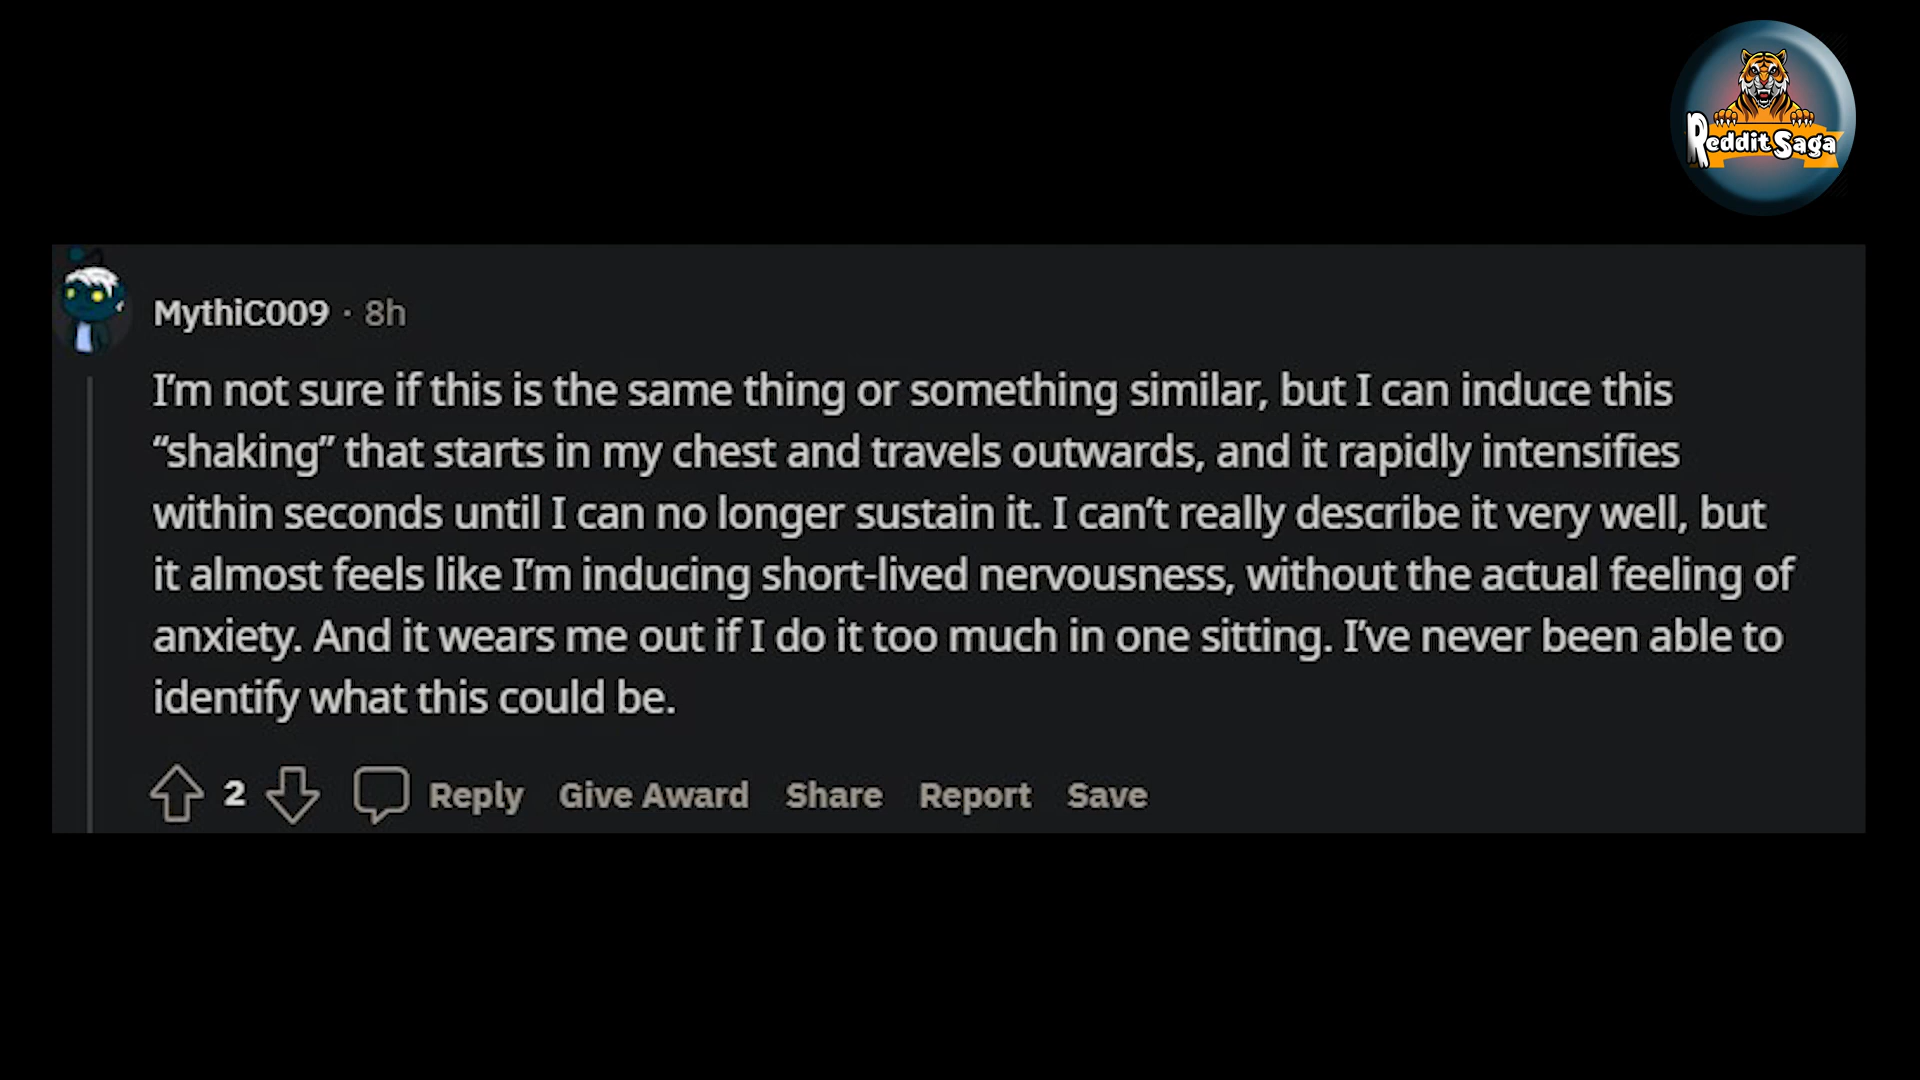 Reddit Saga
MythiC009 · 8h
I’m not sure if this is the same thing or something similar, but I can induce this
“shaking” that starts in my chest and travels outwards, and it rapidly intensifies
within seconds until I can no longer sustain it. I can’t really describe it very well, but
it almost feels like I’m inducing short-lived nervousness, without the actual feeling of
anxiety. And it wears me out if I do it too much in one sitting. I’ve never been able to
identify what this could be.
2 Reply Give Award Share Report Save